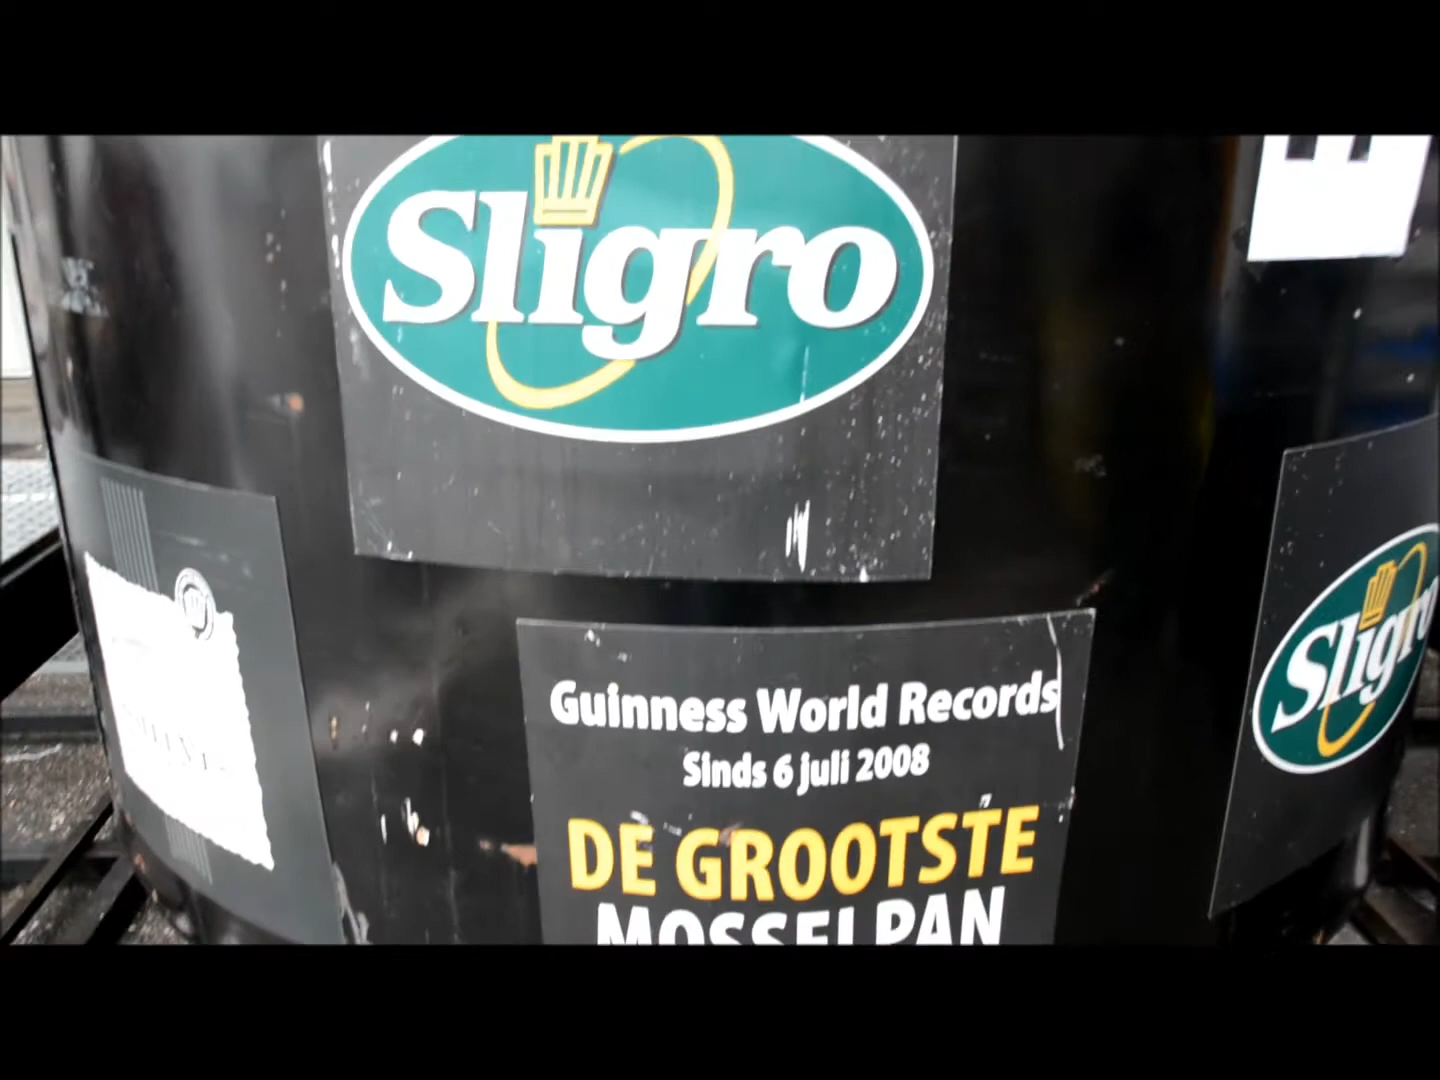 Sligro
Sligro
Guinness World Records
Sinds 6 juli 2008
DE GROOTSTE
MOSSELPAN